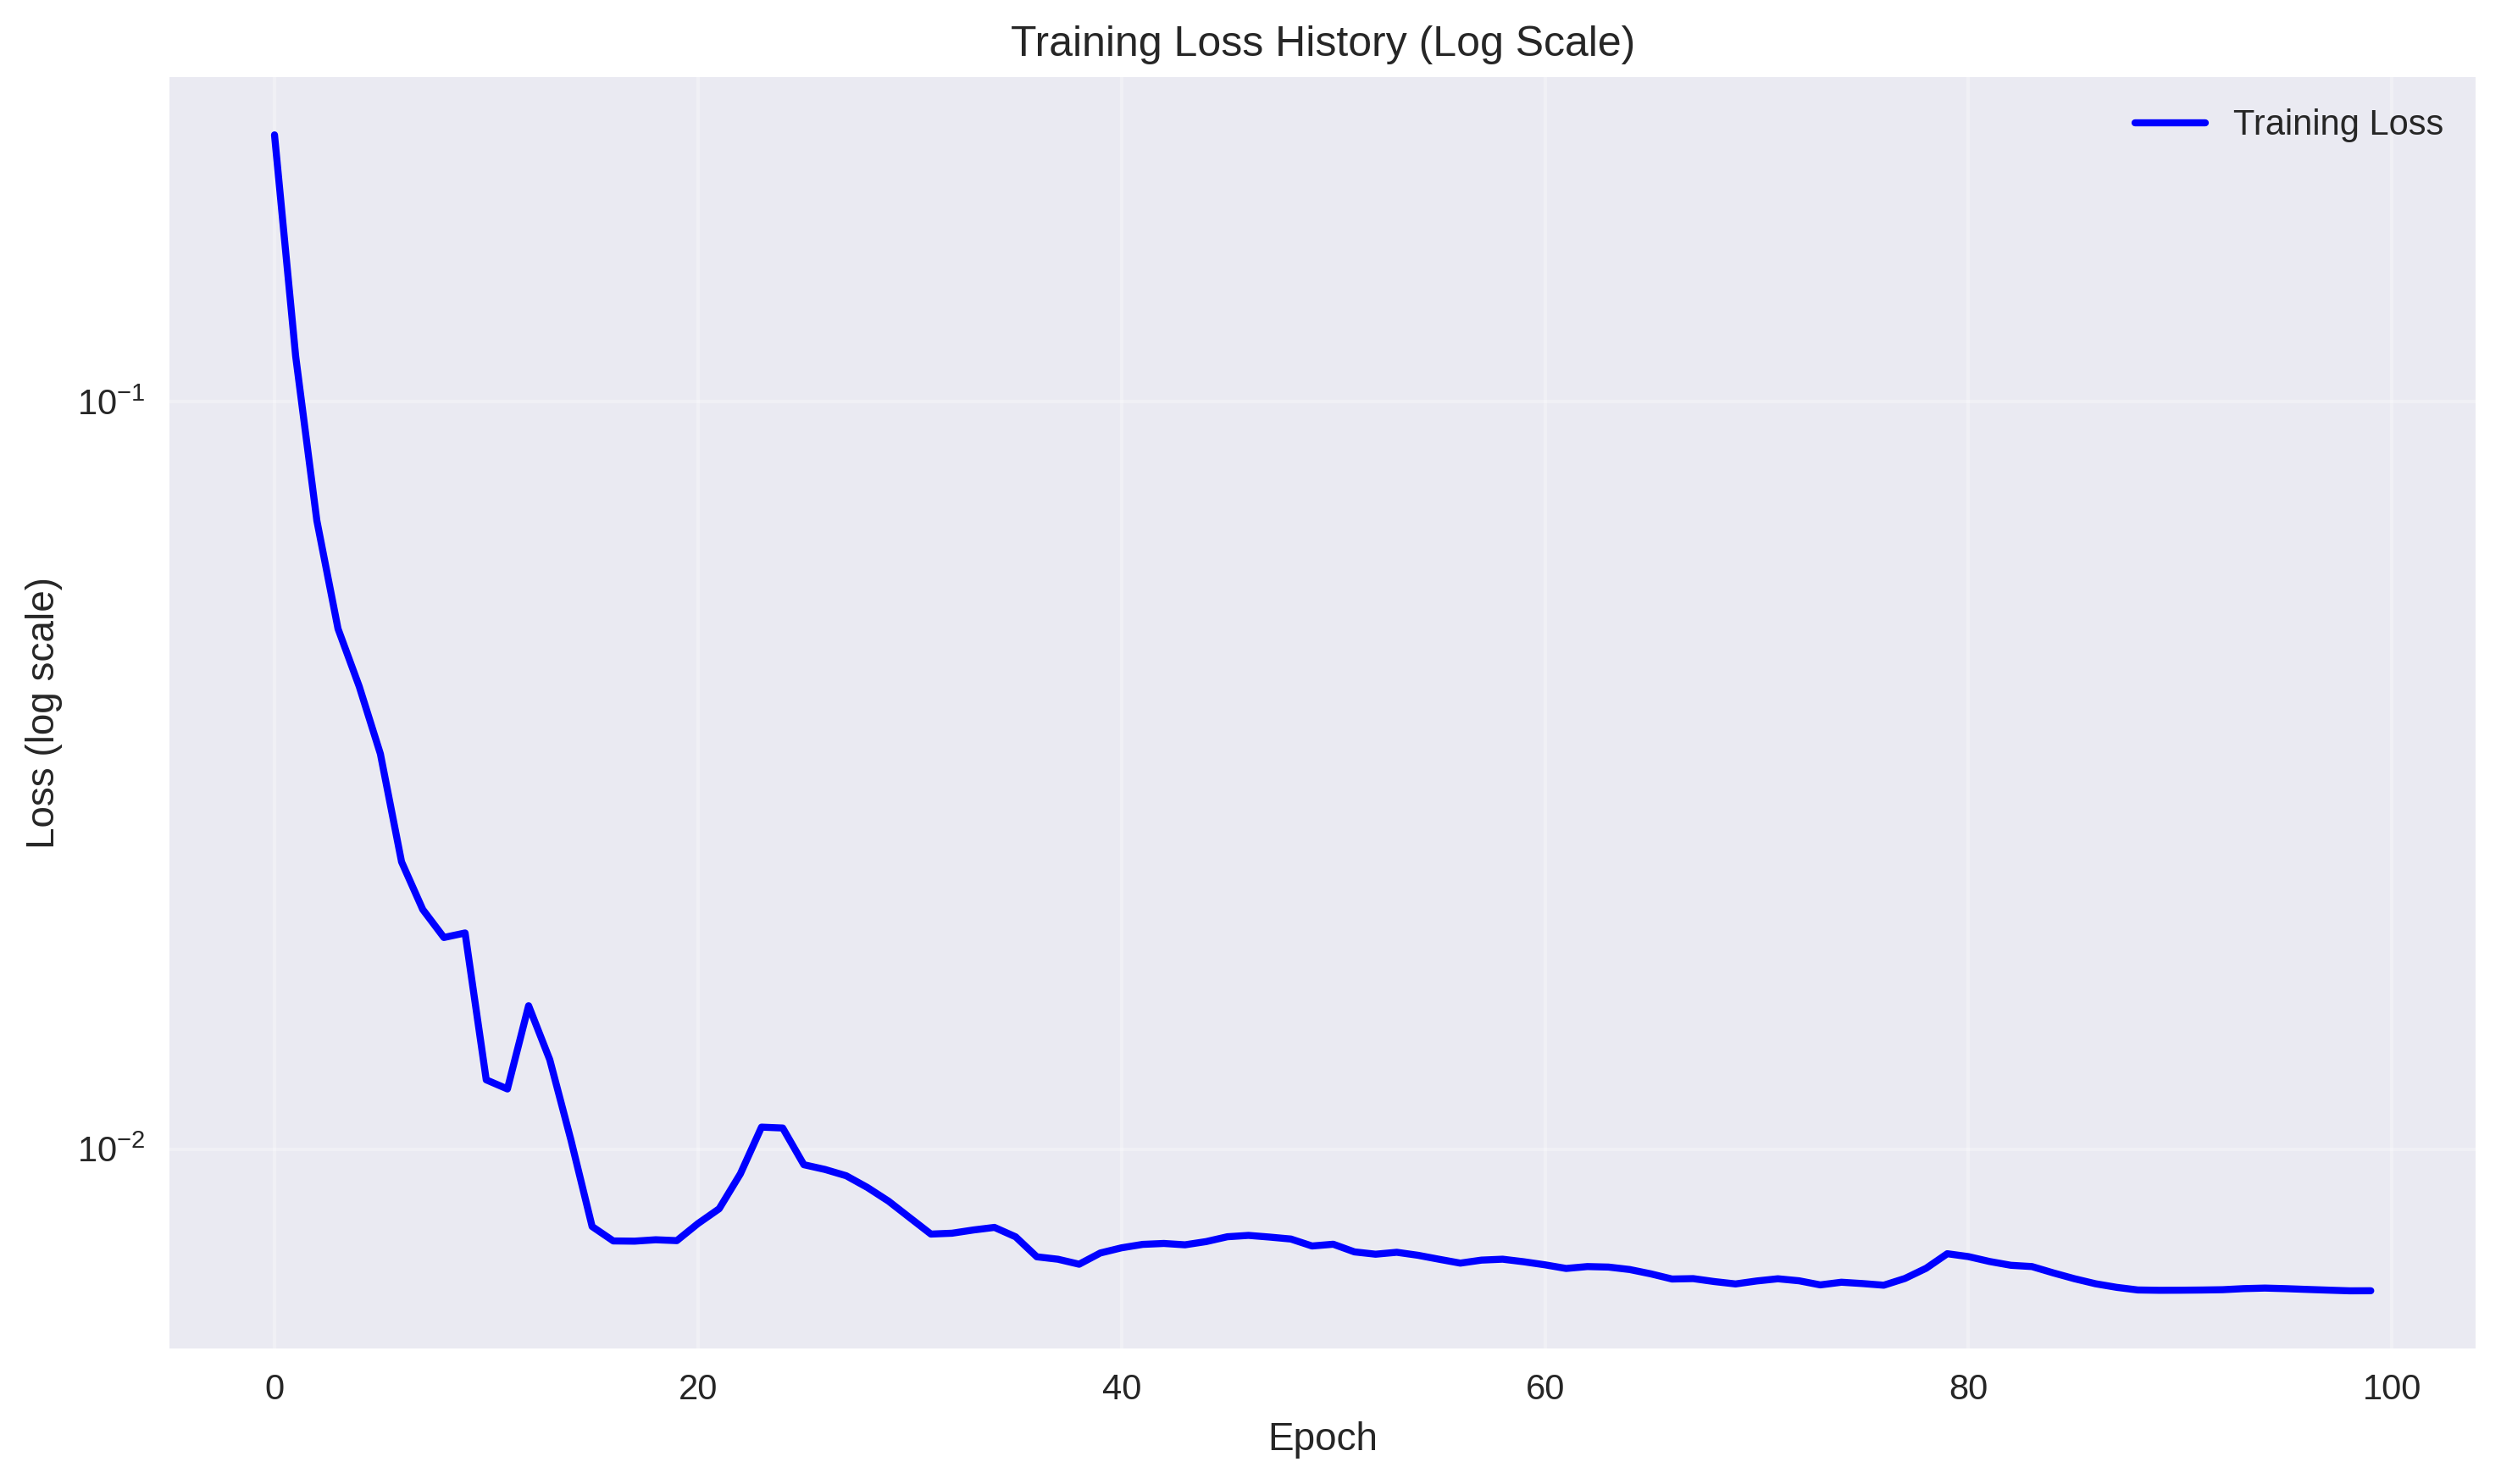 Training Loss History (Log Scale)
Training Loss
10⁻¹
10⁻²
Loss (log scale)
0 20 40 60 80 100
Epoch